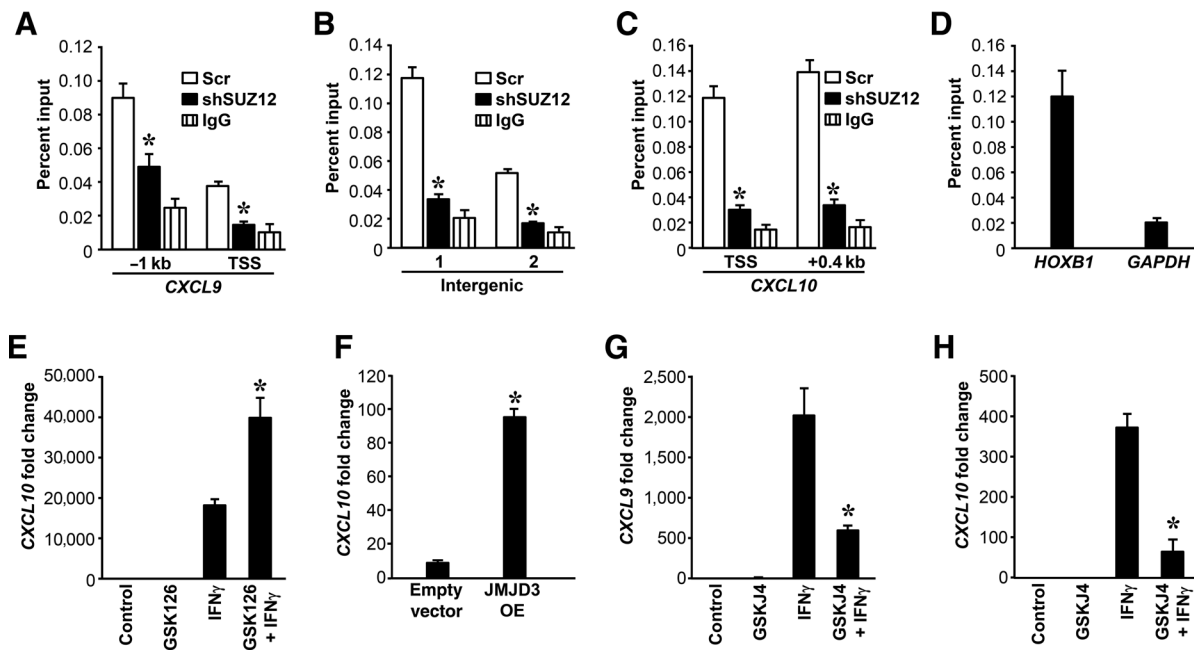 A
Percent input
0.12
0.10
0.08
0.06
0.04
0.02
0
Scr
shSUZ12
IgG
*
*
–1 kb
TSS
CXCL9
B
Percent input
0.14
0.12
0.10
0.08
0.06
0.04
0.02
0
Scr
shSUZ12
IgG
*
*
1
2
Intergenic
C
Percent input
0.16
0.14
0.12
0.10
0.08
0.06
0.04
0.02
0
Scr
shSUZ12
IgG
*
*
TSS
+0.4 kb
CXCL10
D
Percent input
0.16
0.14
0.12
0.10
0.08
0.06
0.04
0.02
0
HOXB1
GAPDH
E
CXCL10 fold change
50,000
40,000
30,000
20,000
10,000
0
*
Control
GSK126
IFNγ
GSK126
+ IFNγ
F
CXCL10 fold change
120
100
80
60
40
20
0
*
Empty
vector
JMJD3
OE
G
CXCL9 fold change
2,500
2,000
1,500
1,000
500
0
*
Control
GSKJ4
IFNγ
GSKJ4
+ IFNγ
H
CXCL10 fold change
500
400
300
200
100
0
*
Control
GSKJ4
IFNγ
GSKJ4
+ IFNγ